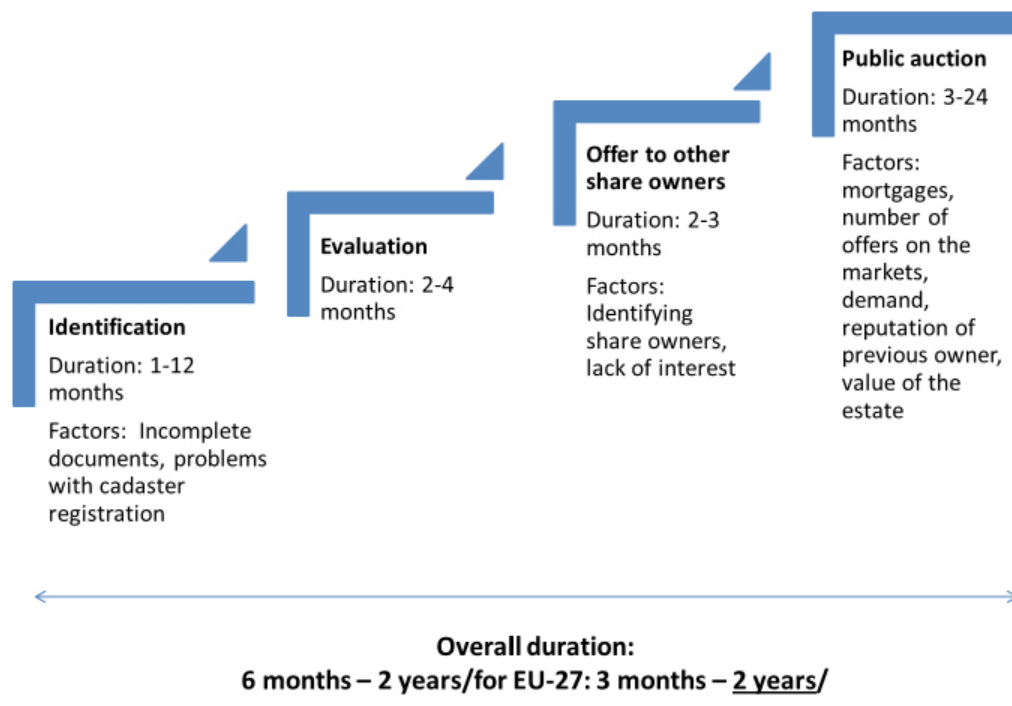 Identification
Duration: 1-12
months
Factors: Incomplete
documents, problems
with cadaster
registration
Evaluation
Duration: 2-4
months
Offer to other
share owners
Duration: 2-3
months
Factors:
Identifying
share owners,
lack of interest
Public auction
Duration: 3-24
months
Factors:
mortgages,
number of
offers on the
markets,
demand,
reputation of
previous owner,
value of the
estate
Overall duration:
6 months – 2 years/for EU-27: 3 months – 2 years/